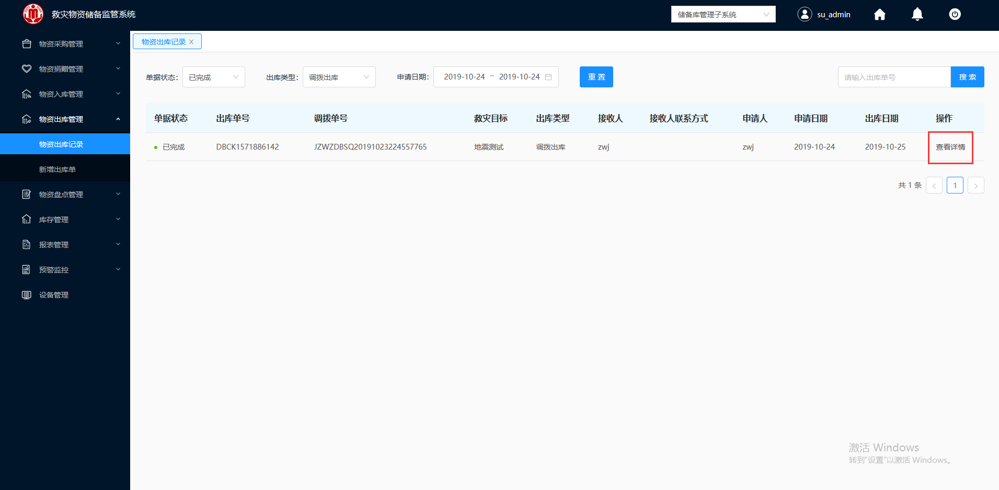 救灾物资储备监管系统
储备库管理子系统
su_admin
物资采购管理
物资捐赠管理
物资入库管理
物资出库管理
物资出库记录
新增出库单
物资盘点管理
库存管理
报表管理
预警监控
设备管理
物资出库记录
单据状态: 已完成 出库类型: 调拨出库 申请日期: 2019-10-24 ~ 2019-10-24 重 置 请输入出库单号 搜 索
单据状态 出库单号 调拨单号 救灾目标 出库类型 接收人 接收人联系方式 申请人 申请日期 出库日期 操作
已完成 DBCK1571886142 JZWZDBSQ20191023224557765 地震测试 调拨出库 zwj zwj 2019-10-24 2019-10-25 查看详情
共 1 条 < 1 >
激活 Windows
转到"设置"以激活 Windows。